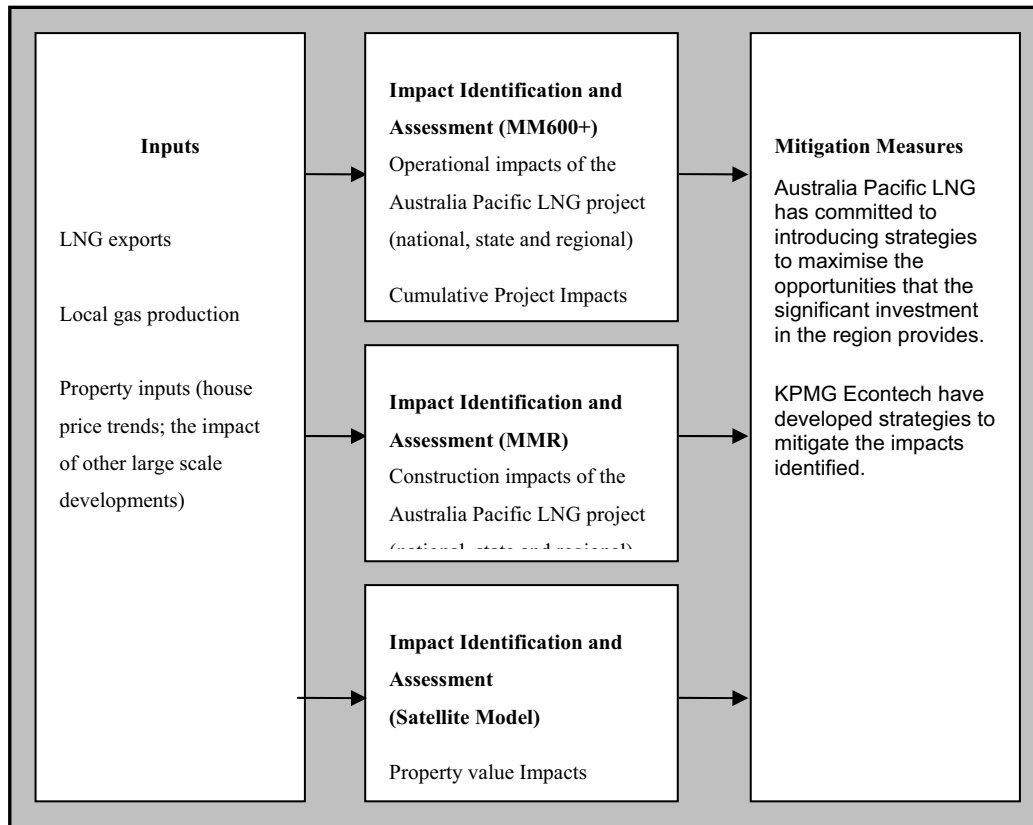 Inputs
LNG exports
Local gas production
Property inputs (house
price trends; the impact
of other large scale
developments)
Impact Identification and
Assessment (MM600+)
Operational impacts of the
Australia Pacific LNG project
(national, state and regional)
Cumulative Project Impacts
Impact Identification and
Assessment (MMR)
Construction impacts of the
Australia Pacific LNG project
(national, state and regional)
Impact Identification and
Assessment
(Satellite Model)
Property value Impacts
Mitigation Measures
Australia Pacific LNG
has committed to
introducing strategies
to maximise the
opportunities that the
significant investment
in the region provides.
KPMG Econtech have
developed strategies to
mitigate the impacts
identified.